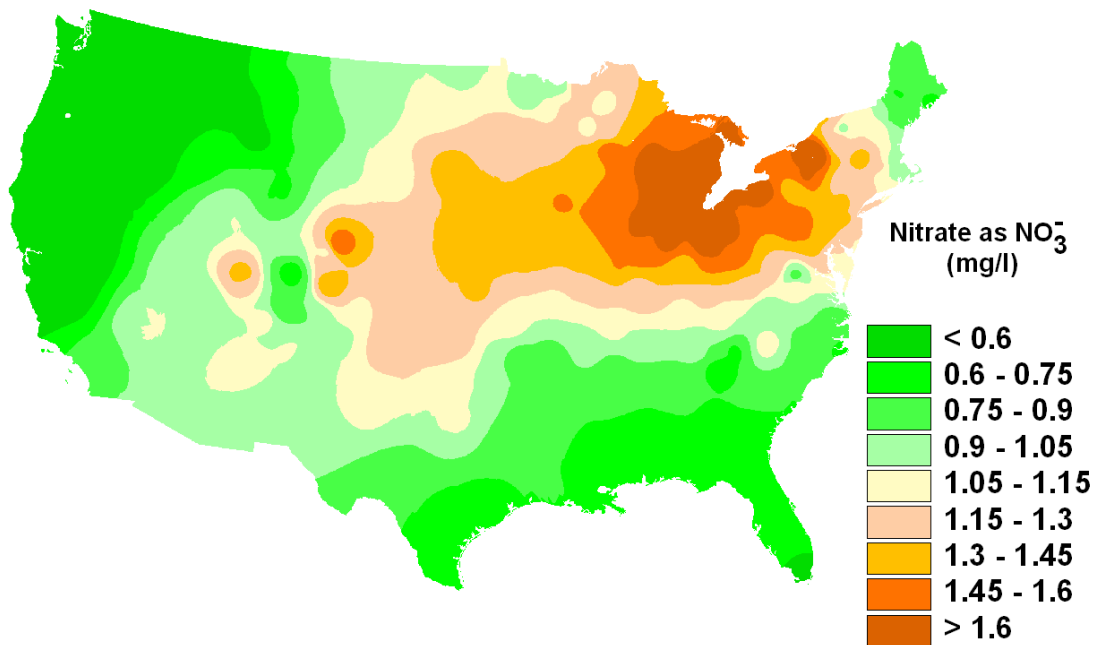 Nitrate as NO₃⁻
(mg/l)
< 0.6
0.6 - 0.75
0.75 - 0.9
0.9 - 1.05
1.05 - 1.15
1.15 - 1.3
1.3 - 1.45
1.45 - 1.6
> 1.6